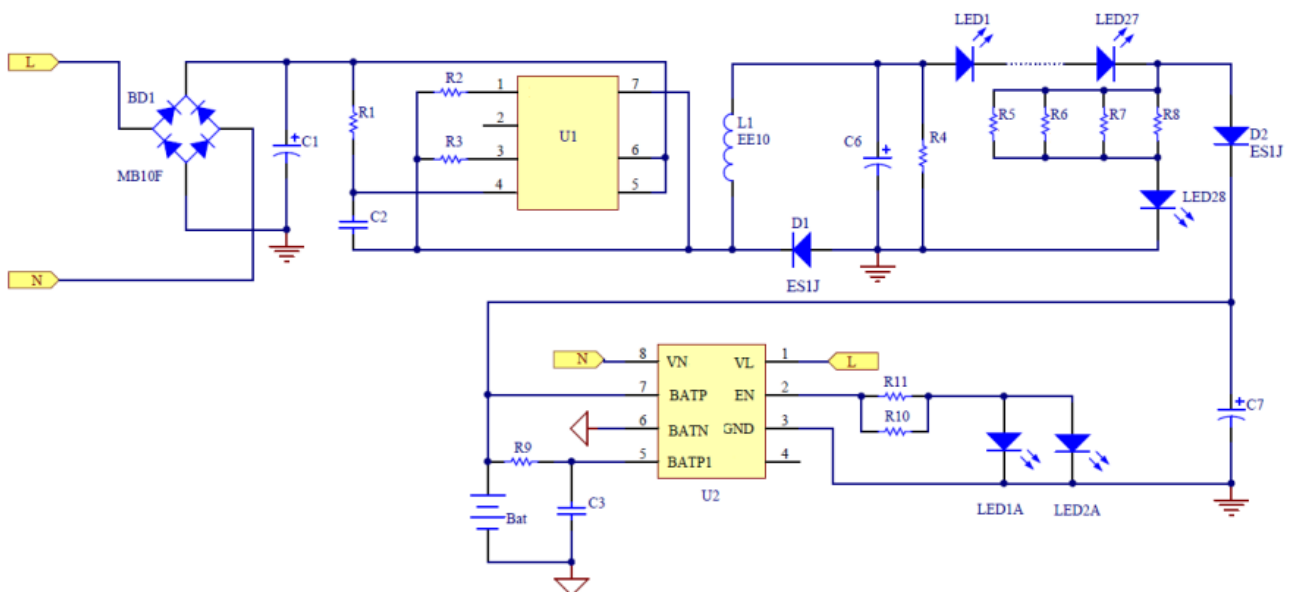 LED1
LED27
L
BD1
MB10F
C1
R1
R2
R3
C2
1
2
3
4
U1
7
6
5
L1
EE10
C6
R4
R5
R6
R7
R8
D2
ES1J
LED28
D1
ES1J
N
N
8
VN
VL
1
L
7
BATP
EN
2
R11
R10
6
BATN
GND
3
R9
5
BATP1
4
U2
C7
Bat
C3
LED1A
LED2A